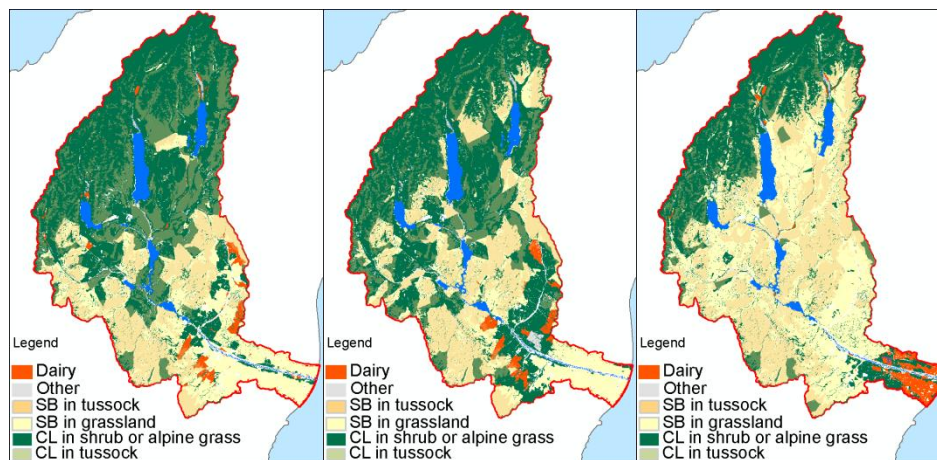 Legend
Dairy
Other
SB in tussock
SB in grassland
CL in shrub or alpine grass
CL in tussock
Legend
Dairy
Other
SB in tussock
SB in grassland
CL in shrub or alpine grass
CL in tussock
Legend
Dairy
Other
SB in tussock
SB in grassland
CL in shrub or alpine grass
CL in tussock